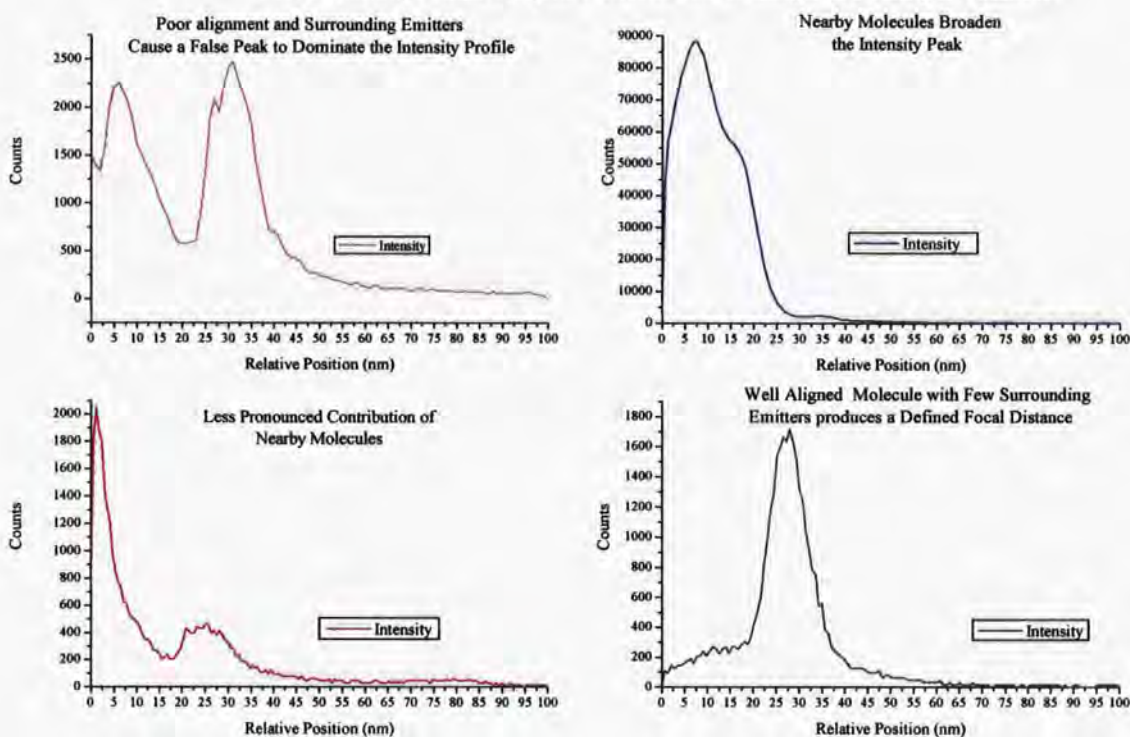 Poor alignment and Surrounding Emitters
Cause a False Peak to Dominate the Intensity Profile
2500
2000
1500
1000
500
0
Counts
Intensity
0 5 10 15 20 25 30 35 40 45 50 55 60 65 70 75 80 85 90 95 100
Relative Position (nm)
Nearby Molecules Broaden
the Intensity Peak
90000
80000
70000
60000
50000
40000
30000
20000
10000
0
Counts
Intensity
0 5 10 15 20 25 30 35 40 45 50 55 60 65 70 75 80 85 90 95 100
Relative Position (nm)
Less Pronounced Contribution of
Nearby Molecules
2000
1800
1600
1400
1200
1000
800
600
400
200
0
Counts
Intensity
0 5 10 15 20 25 30 35 40 45 50 55 60 65 70 75 80 85 90 95 100
Relative Position (nm)
Well Aligned Molecule with Few Surrounding
Emitters produces a Defined Focal Distance
1800
1600
1400
1200
1000
800
600
400
200
0
Counts
Intensity
0 5 10 15 20 25 30 35 40 45 50 55 60 65 70 75 80 85 90 95 100
Relative Position (nm)